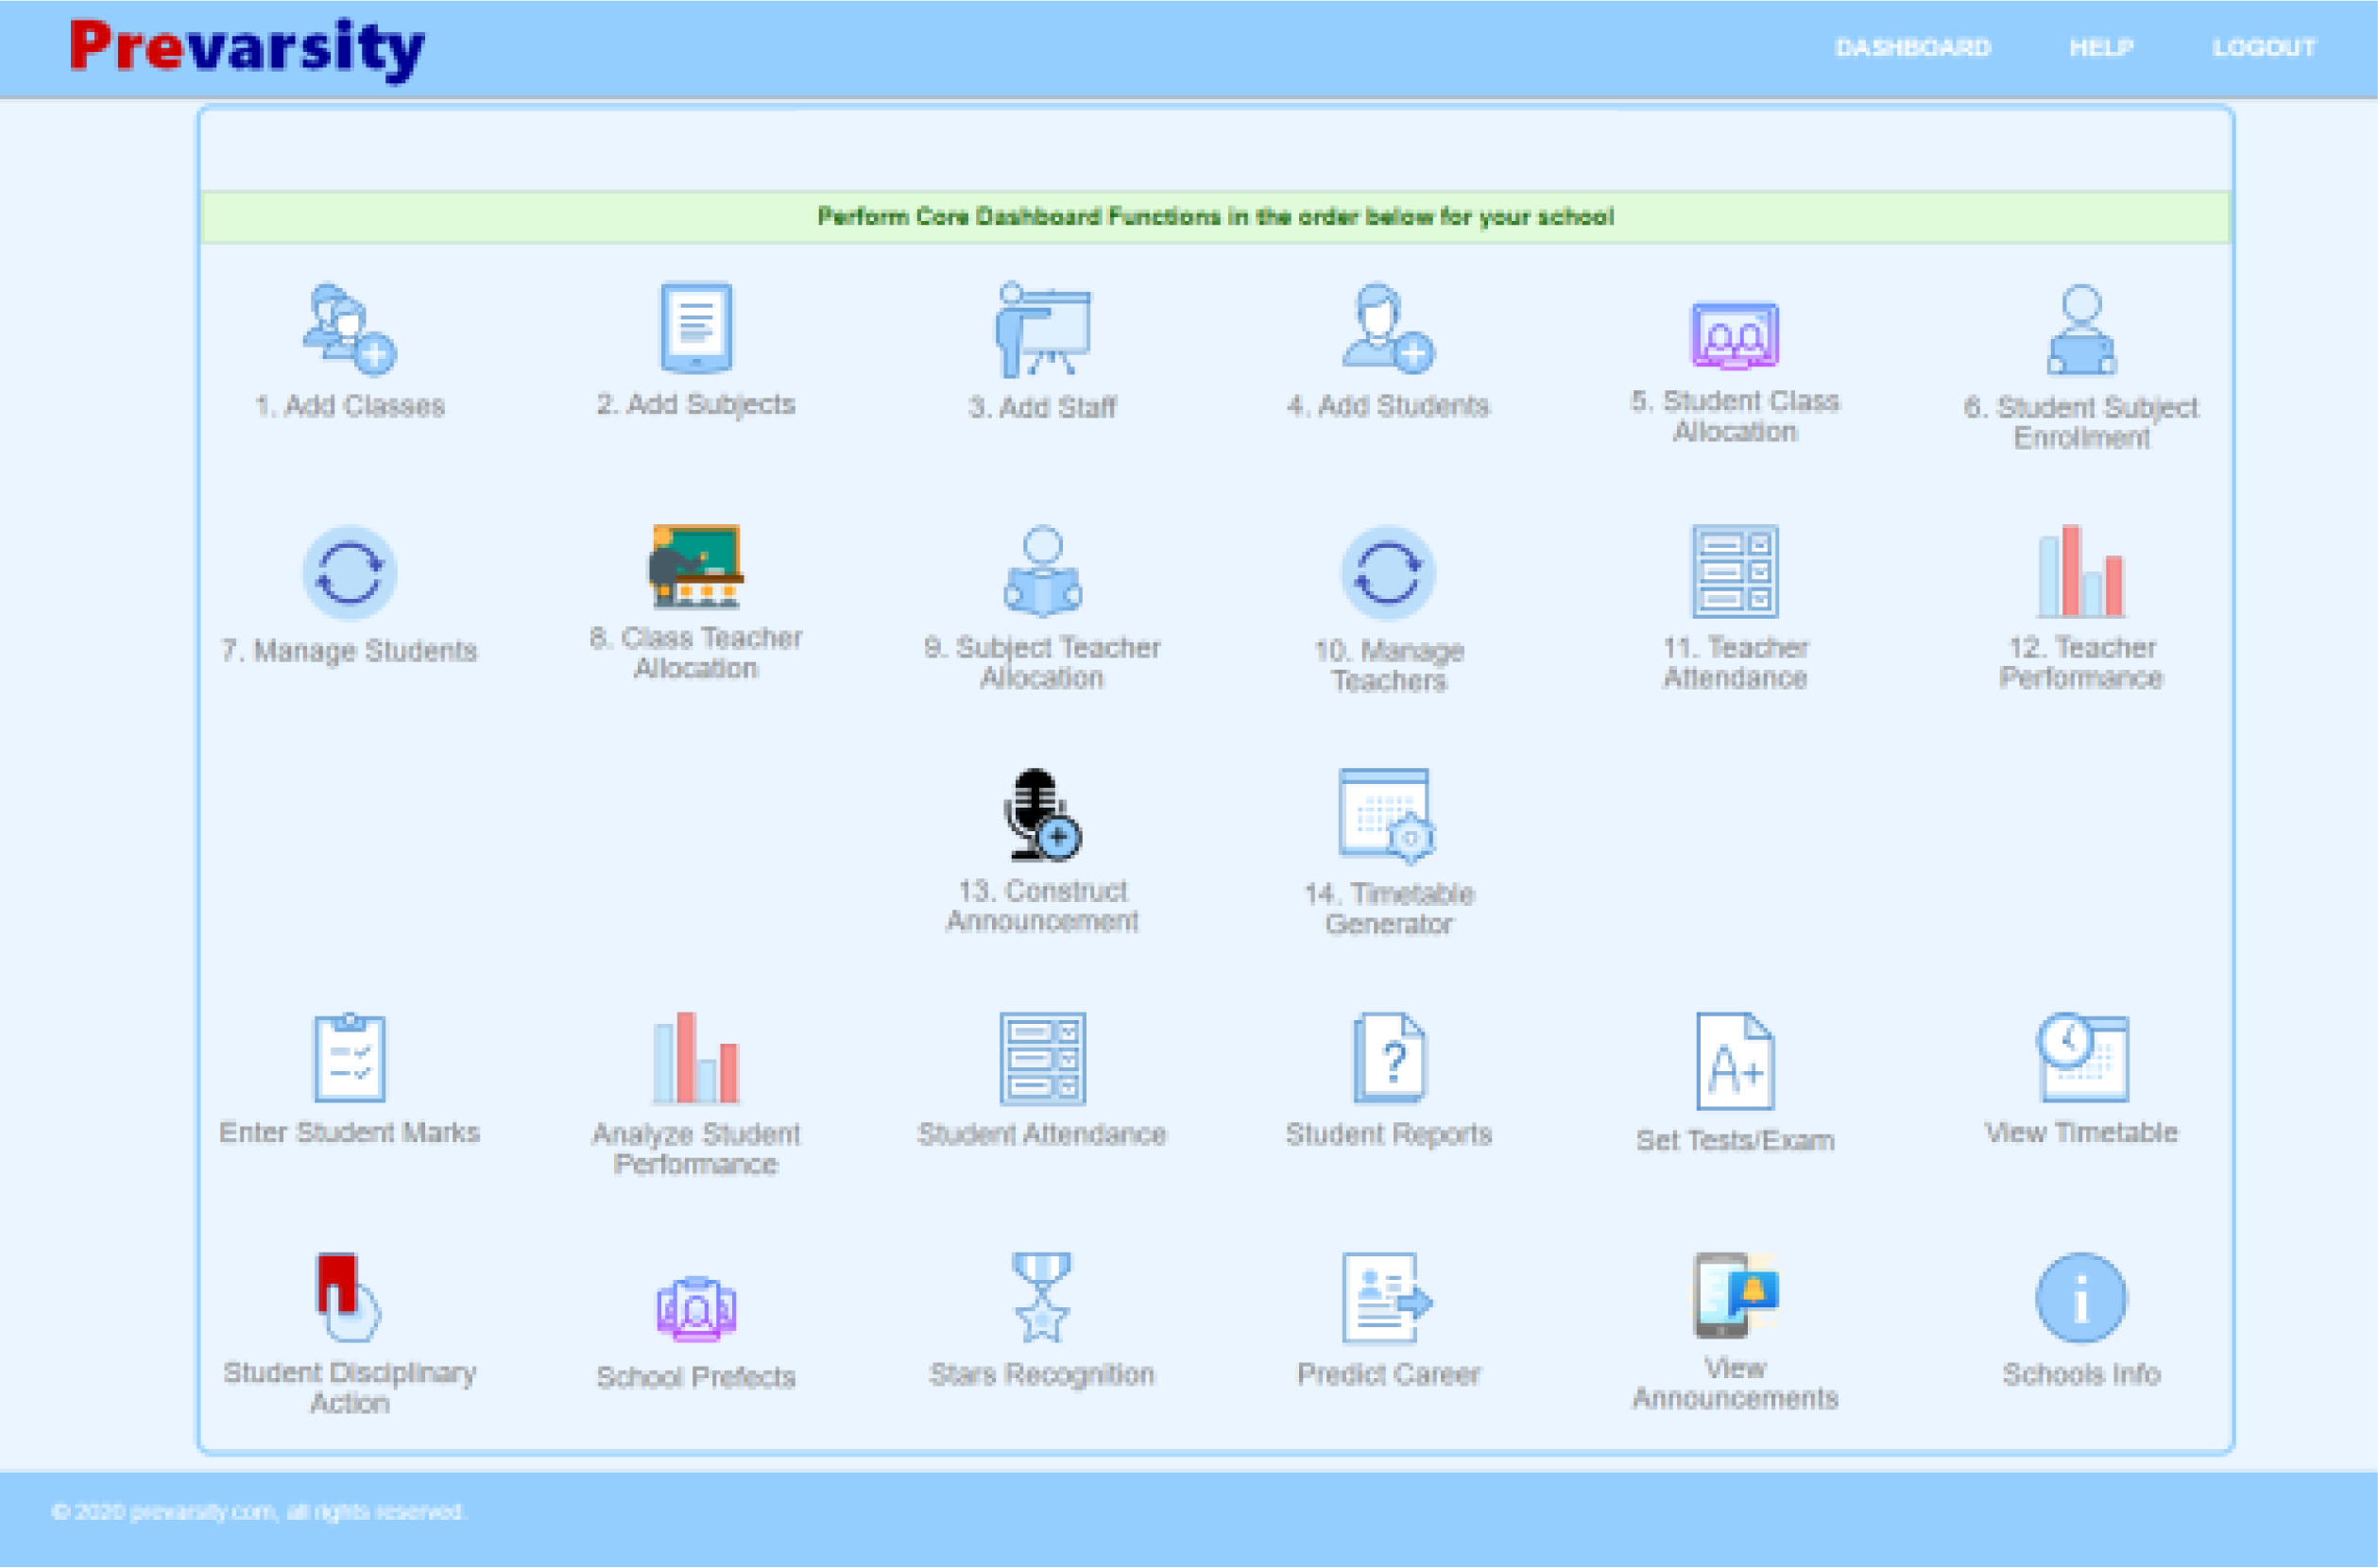 Prevarsity
DASHBOARD HELP LOGOUT
Perform Core Dashboard Functions in the order below for your school
1. Add Classes
2. Add Subjects
3. Add Staff
4. Add Students
5. Student Class
Allocation
6. Student Subject
Enrollment
7. Manage Students
8. Class Teacher
Allocation
9. Subject Teacher
Allocation
10. Manage
Teachers
11. Teacher
Attendance
12. Teacher
Performance
13. Construct
Announcement
14. Timetable
Generator
Enter Student Marks
Analyze Student
Performance
Student Attendance
?
Student Reports
A+
Set Tests/Exam
View Timetable
Student Disciplinary
Action
School Prefects
Stars Recognition
Predict Career
View
Announcements
i
Schools Info
© 2020 prevarsity.com, all rights reserved.